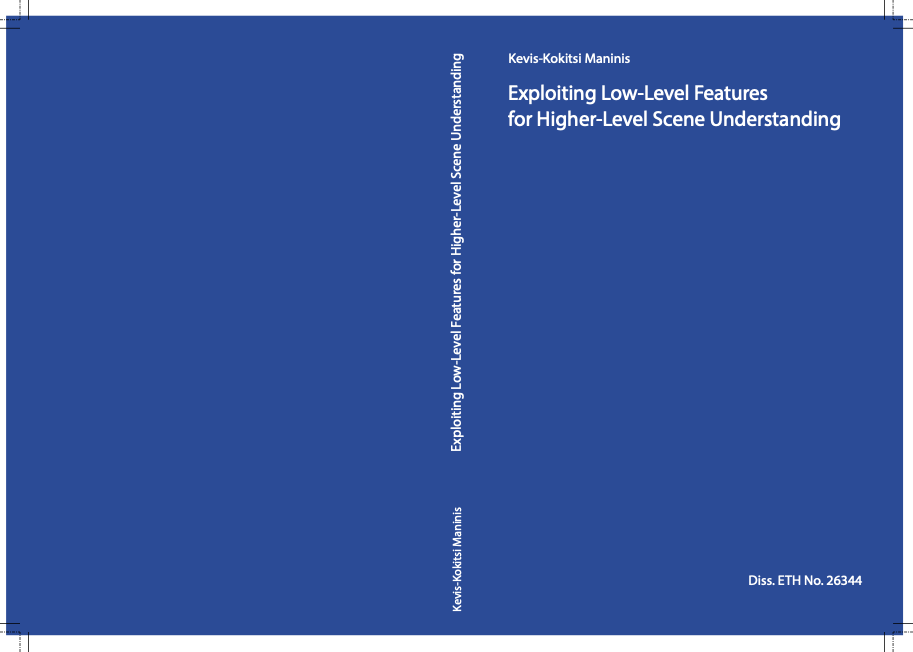 Kevis-Kokitsi Maninis
Exploiting Low-Level Features
for Higher-Level Scene Understanding
Diss. ETH No. 26344
Exploiting Low-Level Features for Higher-Level Scene Understanding
Kevis-Kokitsi Maninis